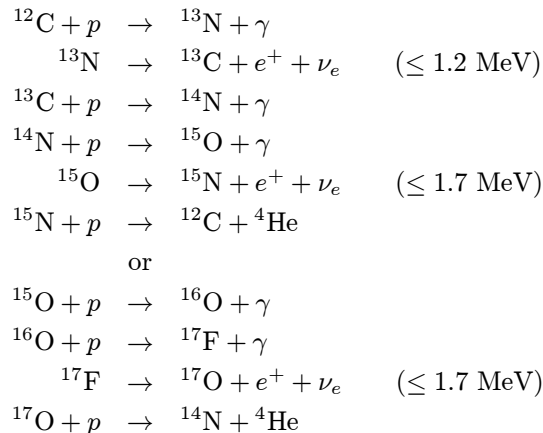 ¹²C + p → ¹³N + γ
¹³N → ¹³C + e⁺ + νₑ (≤ 1.2 MeV)
¹³C + p → ¹⁴N + γ
¹⁴N + p → ¹⁵O + γ
¹⁵O → ¹⁵N + e⁺ + νₑ (≤ 1.7 MeV)
¹⁵N + p → ¹²C + ⁴He
or
¹⁵O + p → ¹⁶O + γ
¹⁶O + p → ¹⁷F + γ
¹⁷F → ¹⁷O + e⁺ + νₑ (≤ 1.7 MeV)
¹⁷O + p → ¹⁴N + ⁴He